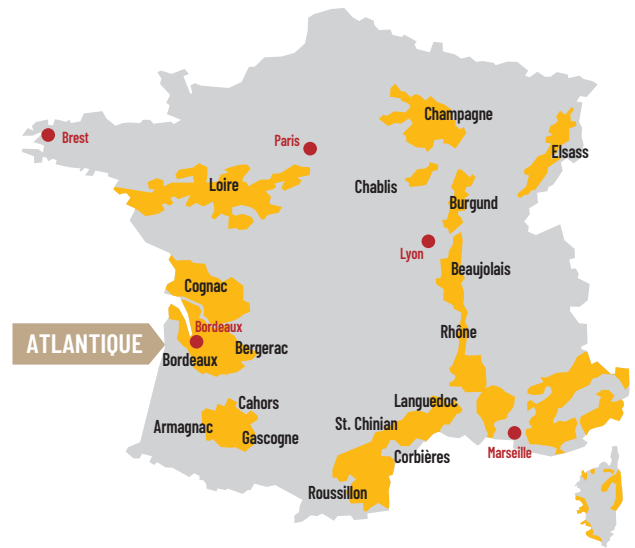 Champagne
Brest
Paris
Elsass
Chablis
Loire
Burgund
Lyon
Beaujolais
Cognac
Bordeaux
Rhône
ATLANTIQUE
Bergerac
Bordeaux
Cahors
Languedoc
Armagnac
St. Chinian
Gascogne
Marseille
Corbières
Roussillon